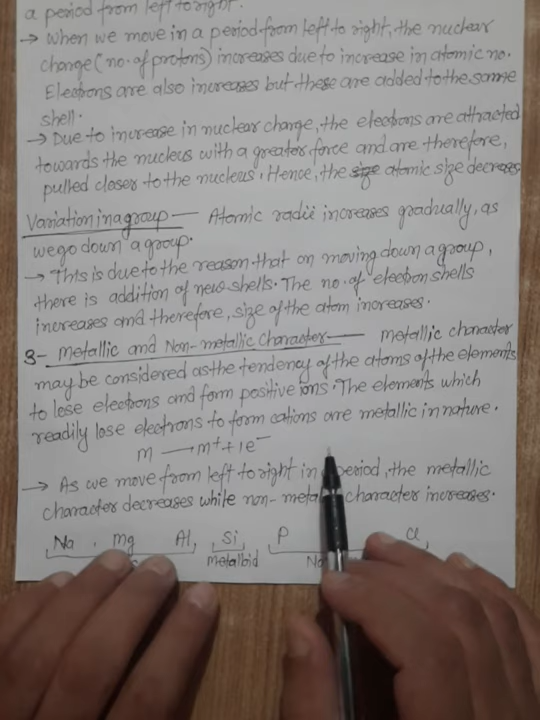 a period from left to right.
→ When we move in a period from left to right, the nuclear
change (no. of protons) increases due to increase in atomic no.
Electrons are also increases but these are added to the same
shell.
→ Due to increase in nuclear change, the electrons are attracted
towards the nucleus with a greater force and are therefore,
pulled closer to the nucleus. Hence, the size atomic size decreases
Variation in a group — Atomic radii increases gradually, as
we go down a group.
→ This is due to the reason that on moving down a group,
there is addition of new shells. The no. of electron shells
increases and therefore, size of the atom increases.
3- Metallic and Non-metallic Character — Metallic character
may be considered as the tendency of the atoms of the elements
to lose electrons and form positive ions. The elements which
readily lose electrons to form cations are metallic in nature.
m → m⁺ + 1e⁻
→ As we move from left to right in period, the metallic
character decreases while non-meta character increases.
Na, mg Al, Si, P Cl,
metalloid No